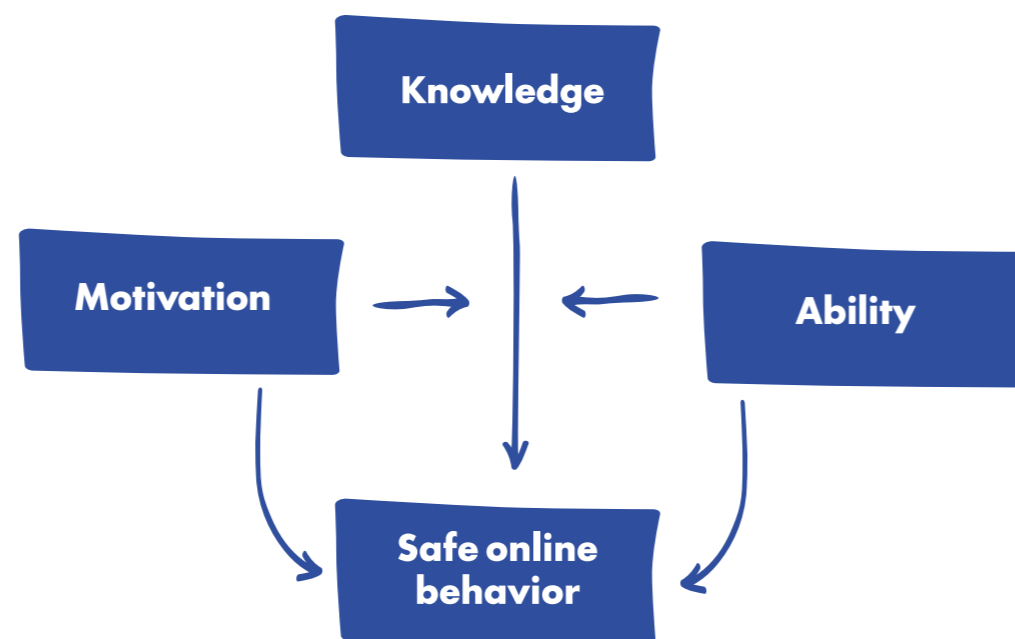 Knowledge
Motivation
Ability
Safe online
behavior